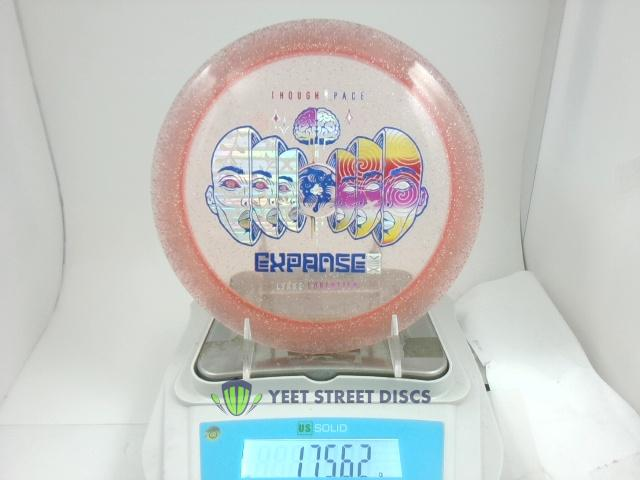 THOUGHT SPACE
EXPANSE
YEET STREET DISCS
US SOLID
175.62 g